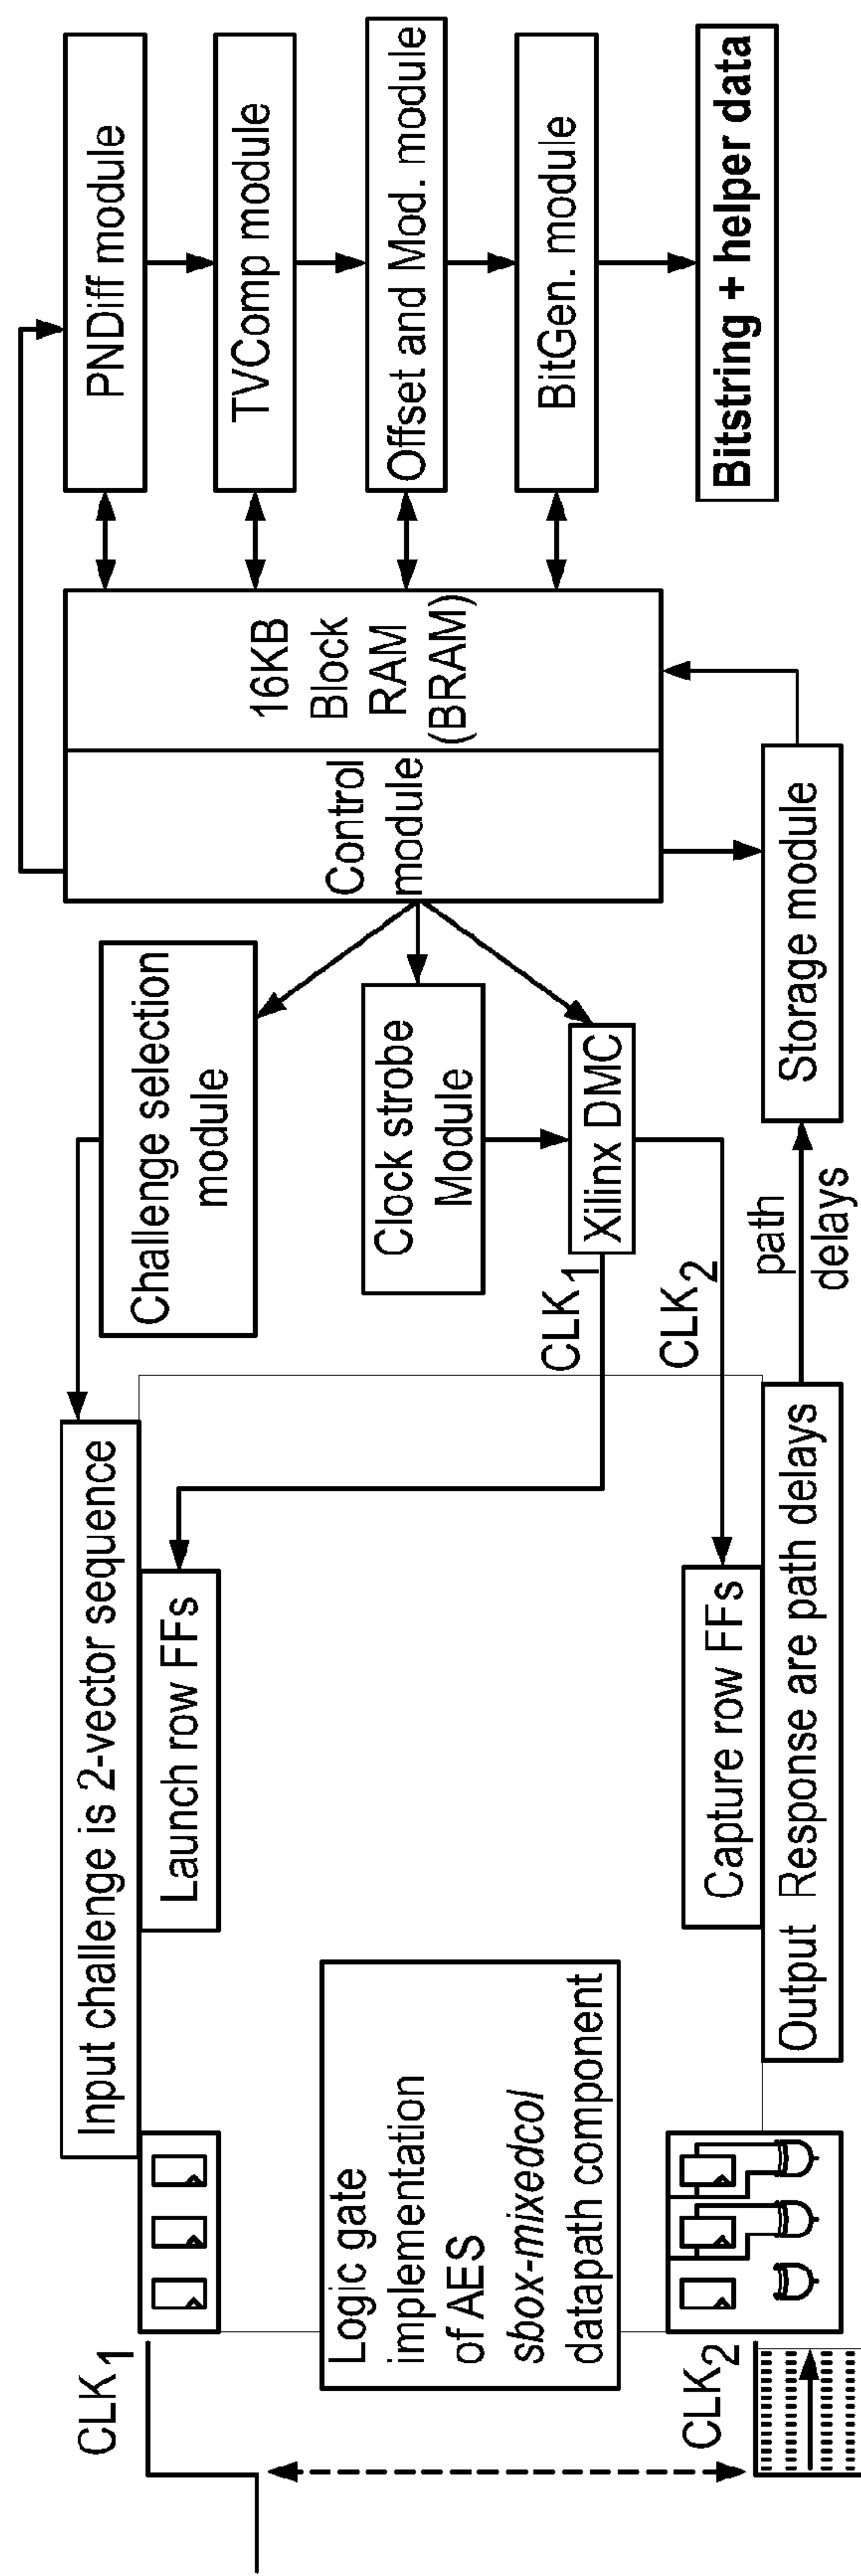 CLK1
Input challenge is 2-vector sequence
Launch row FFs
Logic gate
implementation
of AES
sbox-mixedcol
datapath component
CLK2
Capture row FFs
Output Response are path delays
Challenge selection
module
Clock strobe
Module
Xilinx DMC
CLK1
CLK2
path
delays
Storage module
Control
module
16KB
Block
RAM
(BRAM)
PNDiff module
TVComp module
Offset and Mod. module
BitGen. module
Bitstring + helper data